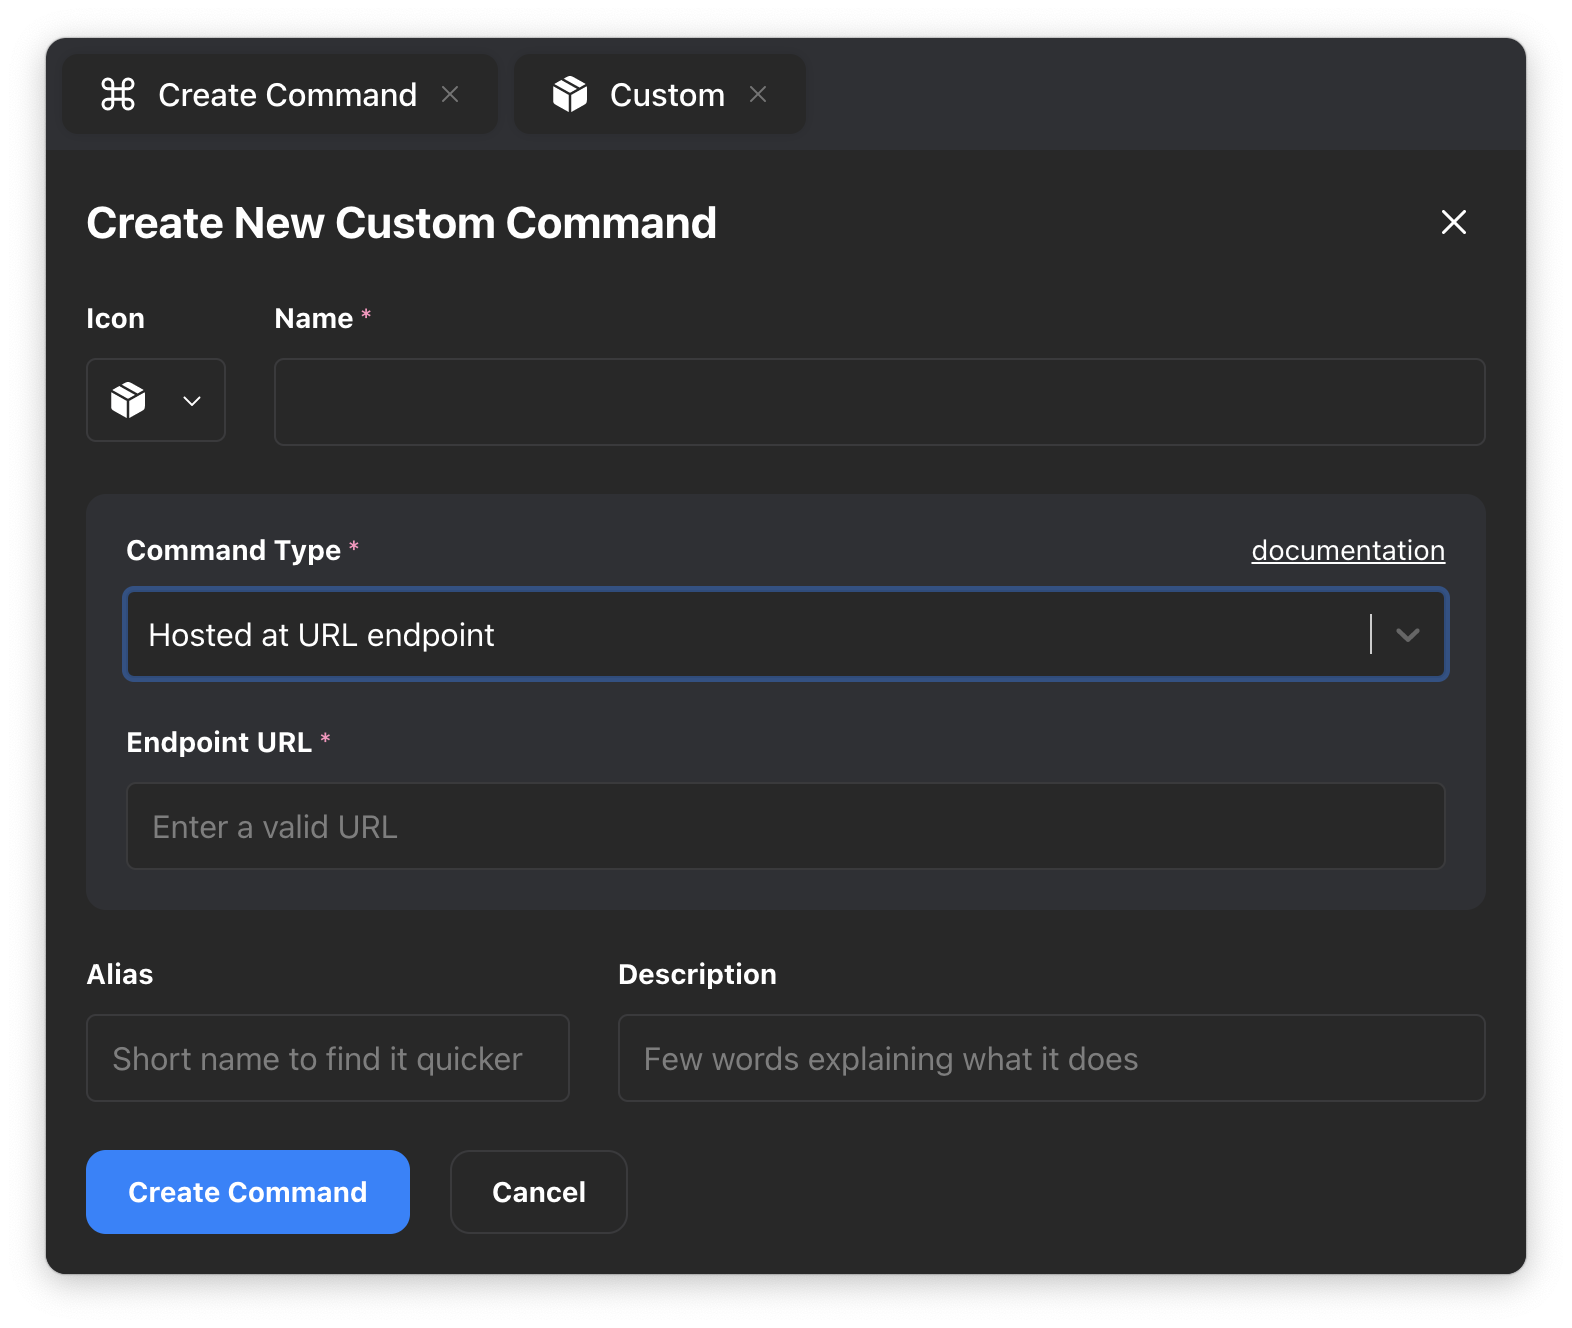 Create Command
Custom
Create New Custom Command
Icon
Name *
Command Type *
documentation
Hosted at URL endpoint
Endpoint URL *
Enter a valid URL
Alias
Description
Short name to find it quicker
Few words explaining what it does
Create Command
Cancel